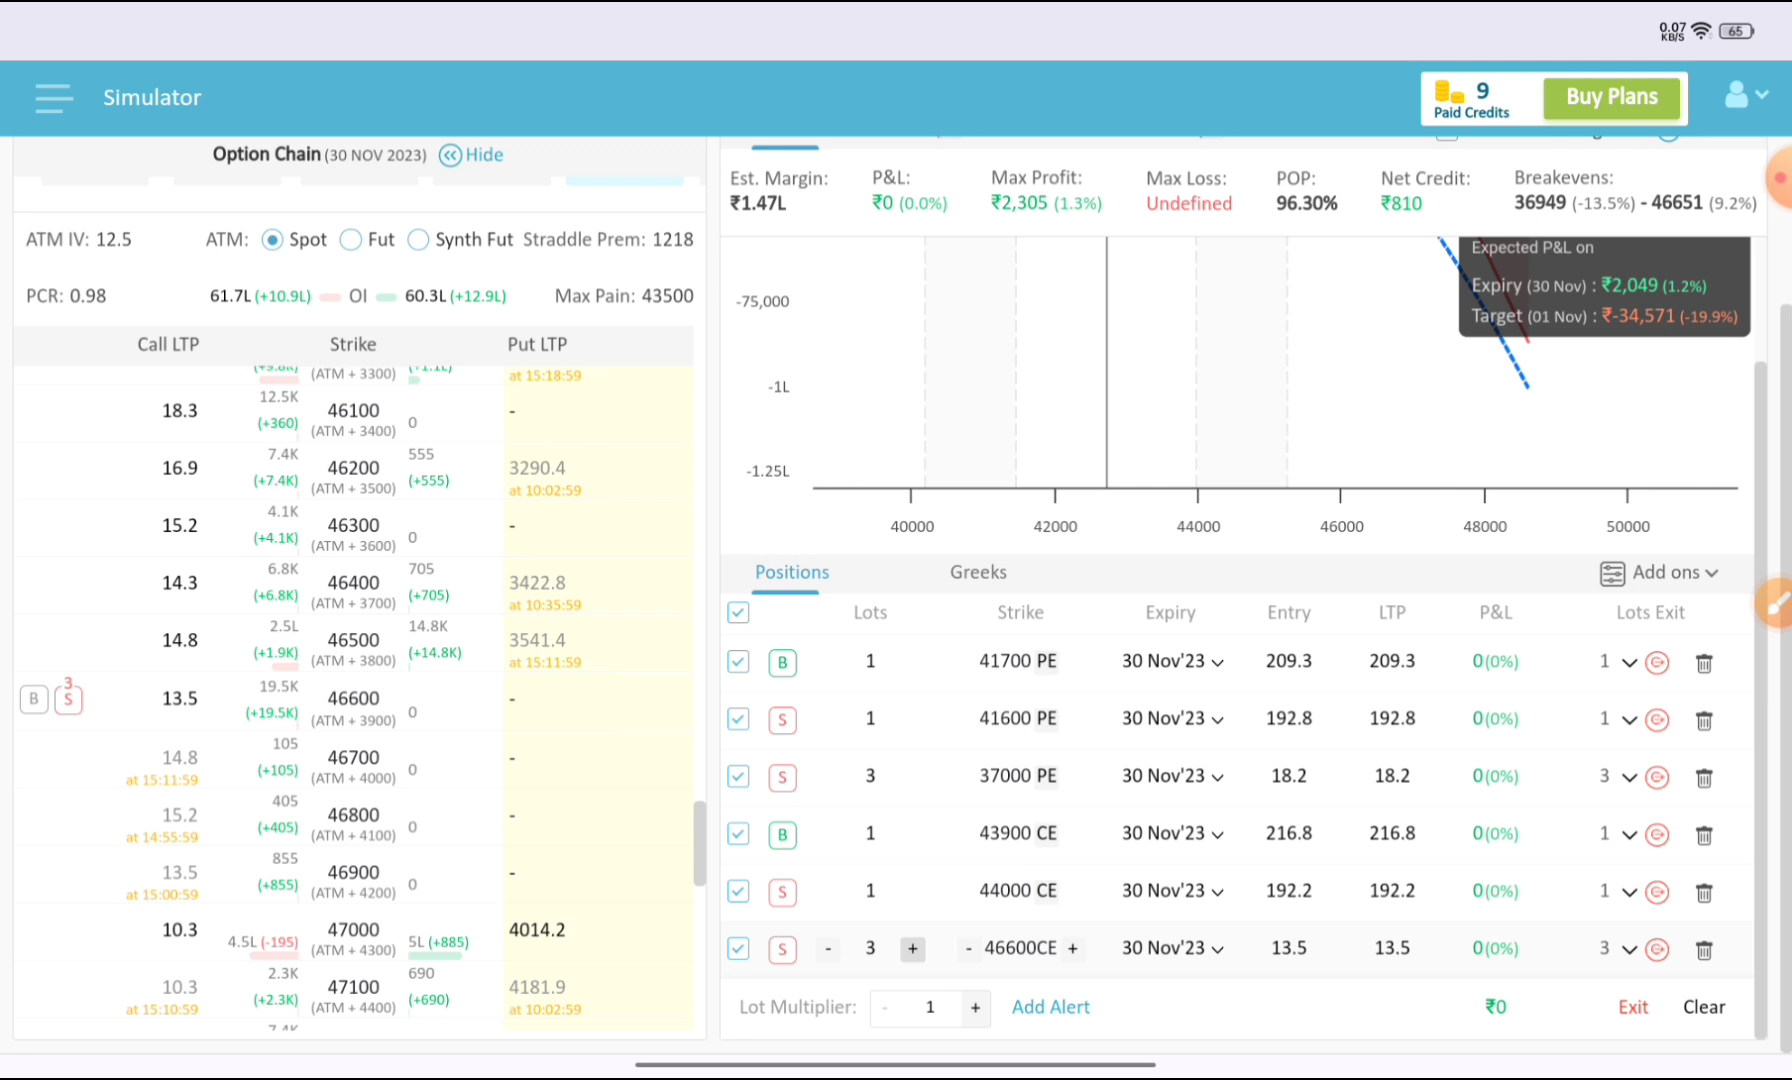 0.07 KB/S 65
Simulator
9
Paid Credits
Buy Plans
Option Chain (30 NOV 2023) Hide
ATM IV: 12.5 ATM: Spot Fut Synth Fut Straddle Prem: 1218
PCR: 0.98 61.7L (+10.9L) OI 60.3L (+12.9L) Max Pain: 43500
Call LTP Strike Put LTP
(+9.8K) (ATM + 3300) (+1.1L) at 15:18:59
18.3 12.5K 46100 -
(+360) (ATM + 3400) 0
16.9 7.4K 46200 555 3290.4
(+7.4K) (ATM + 3500) (+555) at 10:02:59
15.2 4.1K 46300 -
(+4.1K) (ATM + 3600) 0
14.3 6.8K 46400 705 3422.8
(+6.8K) (ATM + 3700) (+705) at 10:35:59
14.8 2.5L 46500 14.8K 3541.4
(+1.9K) (ATM + 3800) (+14.8K) at 15:11:59
B S 3 13.5 19.5K 46600 -
(+19.5K) (ATM + 3900) 0
14.8 105 46700 -
at 15:11:59 (+105) (ATM + 4000) 0
15.2 405 46800 -
at 14:55:59 (+405) (ATM + 4100) 0
13.5 855 46900 -
at 15:00:59 (+855) (ATM + 4200) 0
10.3 47000 4014.2
4.5L (-195) (ATM + 4300) 5L (+885)
10.3 2.3K 47100 690 4181.9
at 15:10:59 (+2.3K) (ATM + 4400) (+690) at 10:02:59
7.4K
Est. Margin: P&L: Max Profit: Max Loss: POP: Net Credit: Breakevens:
₹1.47L ₹0 (0.0%) ₹2,305 (1.3%) Undefined 96.30% ₹810 36949 (-13.5%) - 46651 (9.2%)
Expected P&L on
Expiry (30 Nov) : ₹2,049 (1.2%)
Target (01 Nov) : ₹-34,571 (-19.9%)
-75,000
-1L
-1.25L
40000 42000 44000 46000 48000 50000
Positions Greeks Add ons
Lots Strike Expiry Entry LTP P&L Lots Exit
B 1 41700 PE 30 Nov'23 209.3 209.3 0(0%) 1
S 1 41600 PE 30 Nov'23 192.8 192.8 0(0%) 1
S 3 37000 PE 30 Nov'23 18.2 18.2 0(0%) 3
B 1 43900 CE 30 Nov'23 216.8 216.8 0(0%) 1
S 1 44000 CE 30 Nov'23 192.2 192.2 0(0%) 1
S - 3 + - 46600CE + 30 Nov'23 13.5 13.5 0(0%) 3
Lot Multiplier: - 1 + Add Alert ₹0 Exit Clear